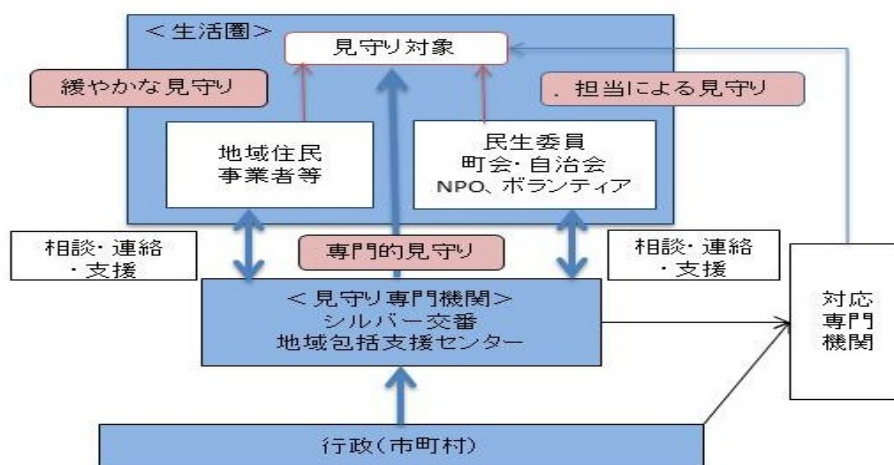 ＜生活圏＞
見守り対象
緩やかな見守り
．担当による見守り
地域住民
事業者等
民生委員
町会・自治会
NPO、ボランティア
相談・連絡
・支援
専門的見守り
相談・連絡
・支援
＜見守り専門機関＞
シルバー交番
地域包括支援センター
対応
専門
機関
行政（市町村）